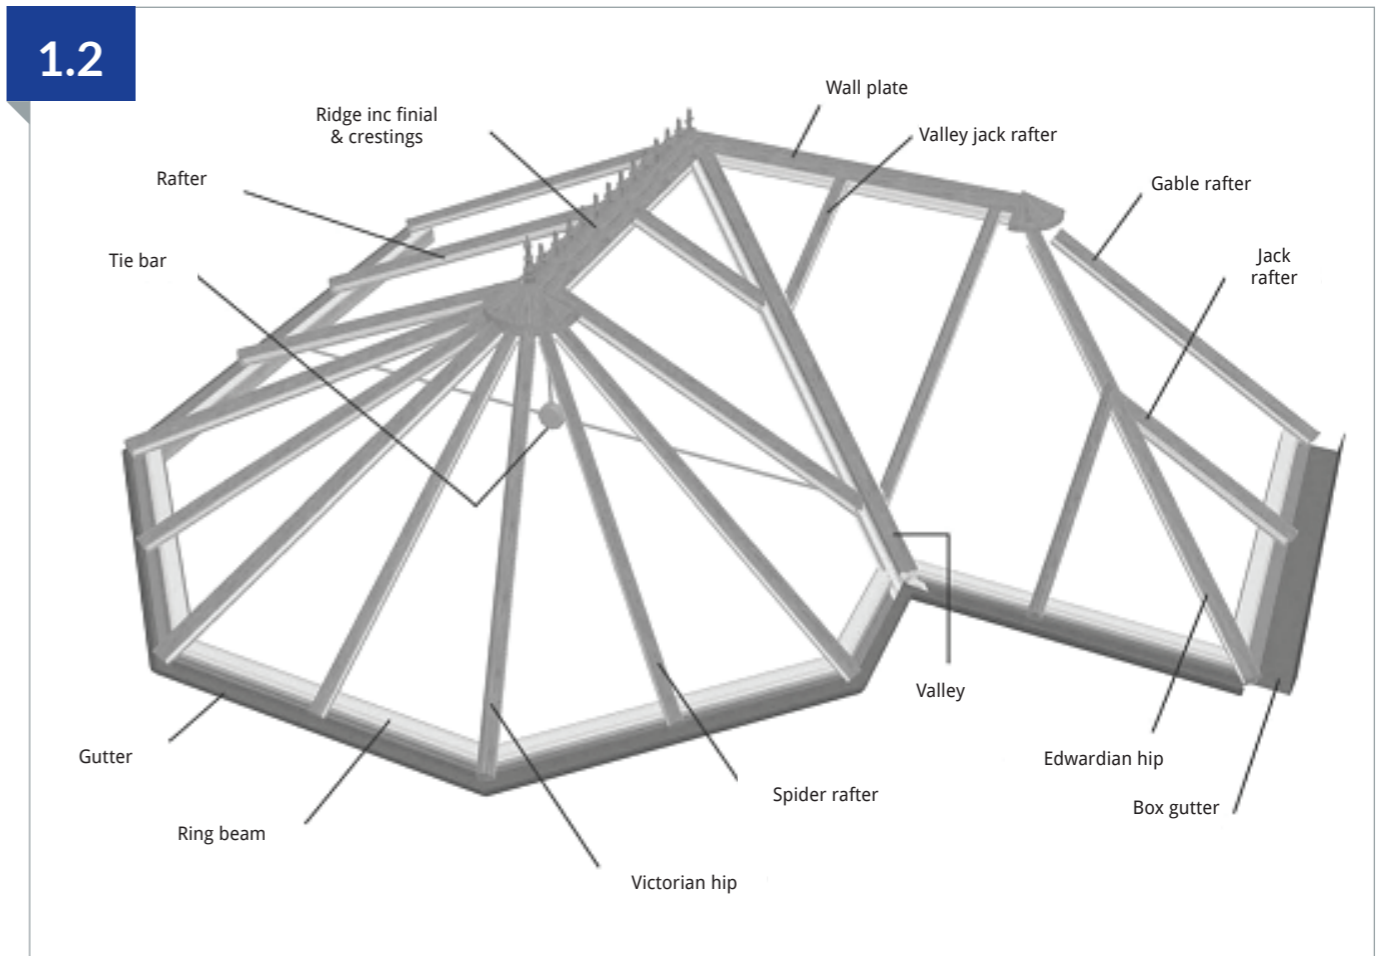 1.2
Wall plate
Ridge inc finial
& crestings
Valley jack rafter
Rafter
Gable rafter
Tie bar
Jack
rafter
Valley
Gutter
Edwardian hip
Spider rafter
Box gutter
Ring beam
Victorian hip